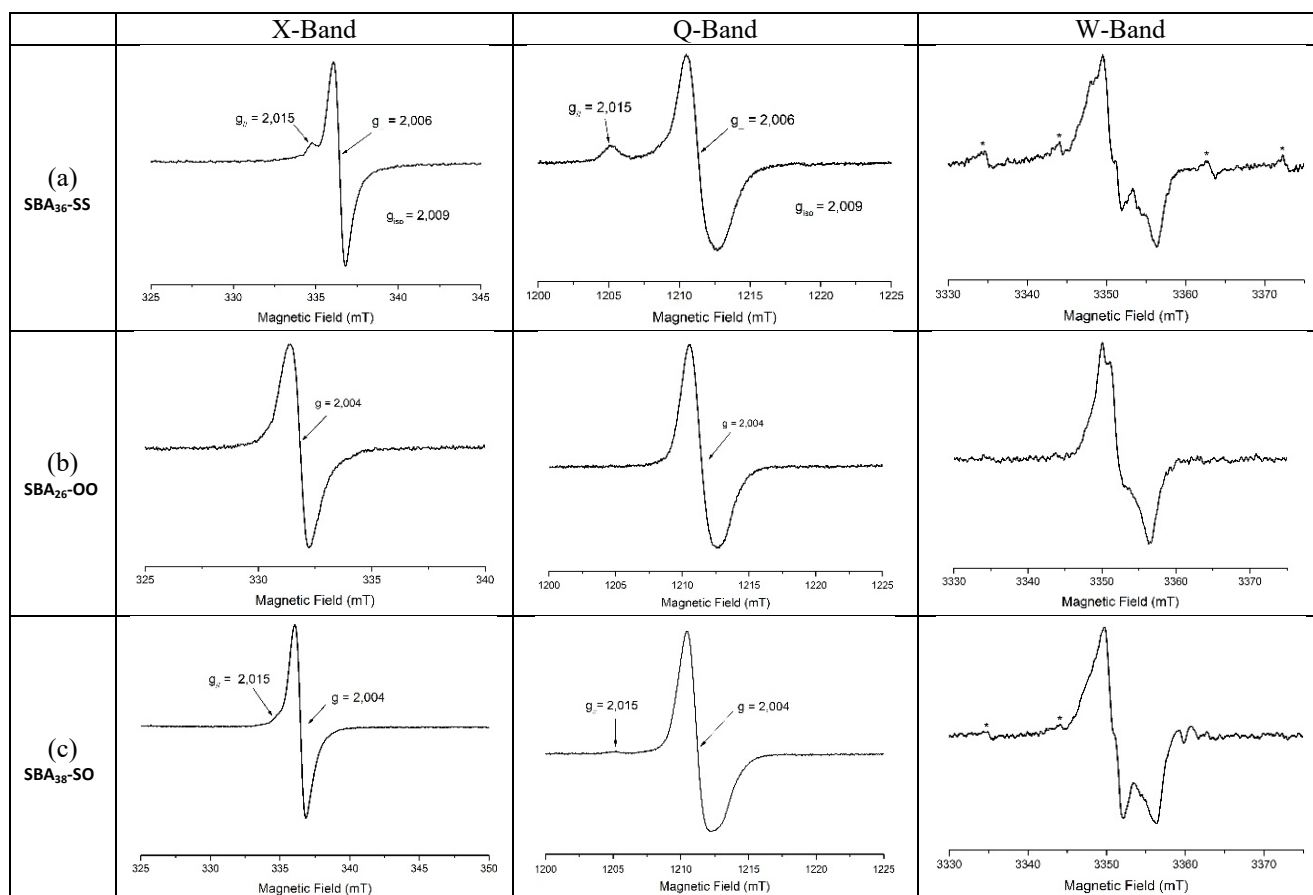 X-Band Q-Band W-Band
(a)
SBA36-SS
g// = 2,015
g = 2,006
giso = 2,009
325 330 335 340 345
Magnetic Field (mT)
g// = 2,015
g_ = 2,006
giso = 2,009
1200 1205 1210 1215 1220 1225
Magnetic Field (mT)
* * * *
3330 3340 3350 3360 3370
Magnetic Field (mT)
(b)
SBA26-OO
g = 2,004
325 330 335 340
Magnetic Field (mT)
g = 2,004
1200 1205 1210 1215 1220 1225
Magnetic Field (mT)
3330 3340 3350 3360 3370
Magnetic Field (mT)
(c)
SBA38-SO
g// = 2,015
g = 2,004
325 330 335 340 345 350
Magnetic Field (mT)
g// = 2,015
g = 2,004
1200 1205 1210 1215 1220 1225
Magnetic Field (mT)
* *
3330 3340 3350 3360 3370
Magnetic Field (mT)